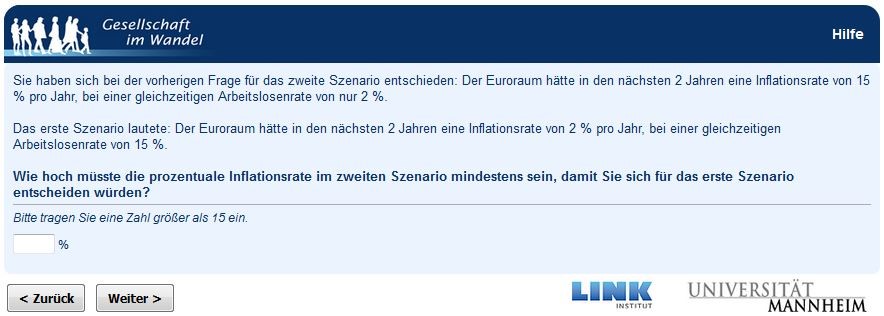 Gesellschaft
im Wandel
Hilfe
Sie haben sich bei der vorherigen Frage für das zweite Szenario entschieden: Der Euroraum hätte in den nächsten 2 Jahren eine Inflationsrate von 15
% pro Jahr, bei einer gleichzeitigen Arbeitslosenrate von nur 2 %.
Das erste Szenario lautete: Der Euroraum hätte in den nächsten 2 Jahren eine Inflationsrate von 2 % pro Jahr, bei einer gleichzeitigen
Arbeitslosenrate von 15 %.
Wie hoch müsste die prozentuale Inflationsrate im zweiten Szenario mindestens sein, damit Sie sich für das erste Szenario
entscheiden würden?
Bitte tragen Sie eine Zahl größer als 15 ein.
%
< Zurück
Weiter >
LINK
INSTITUT
UNIVERSITÄT
MANNHEIM